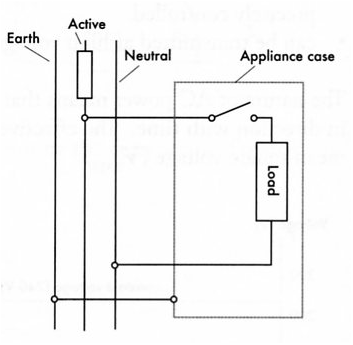 Active
Earth
Neutral
Appliance case
Load